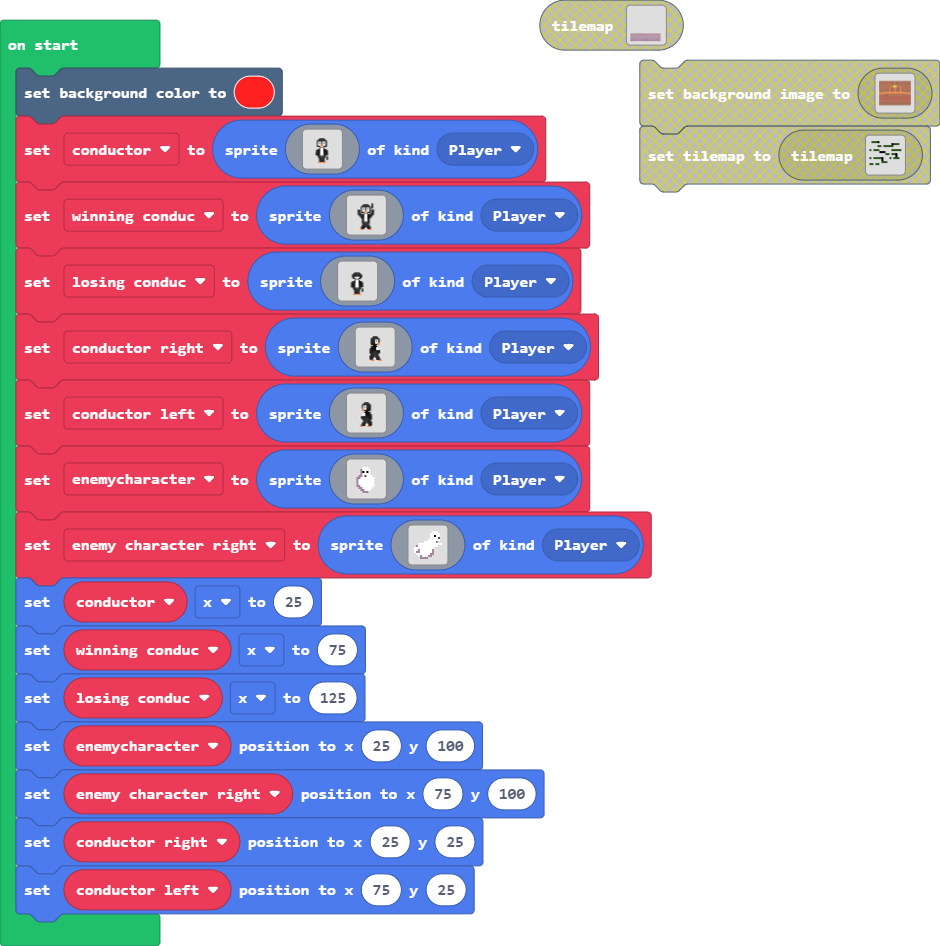 on start
set background color to
set conductor to sprite of kind Player
set winning conduc to sprite of kind Player
set losing conduc to sprite of kind Player
set conductor right to sprite of kind Player
set conductor left to sprite of kind Player
set enemycharacter to sprite of kind Player
set enemy character right to sprite of kind Player
set conductor x to 25
set winning conduc x to 75
set losing conduc x to 125
set enemycharacter position to x 25 y 100
set enemy character right position to x 75 y 100
set conductor right position to x 25 y 25
set conductor left position to x 75 y 25
tilemap
set background image to
set tilemap to tilemap